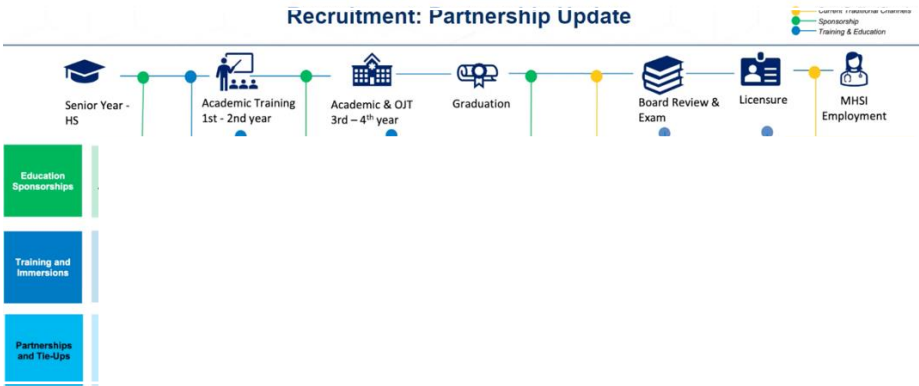 Recruitment: Partnership Update
Current Traditional Channels
Sponsorship
Training & Education
Senior Year -
HS
Academic Training
1st - 2nd year
Academic & OJT
3rd – 4th year
Graduation
Board Review &
Exam
Licensure
MHSI
Employment
Education
Sponsorships
Training and
Immersions
Partnerships
and Tie-Ups